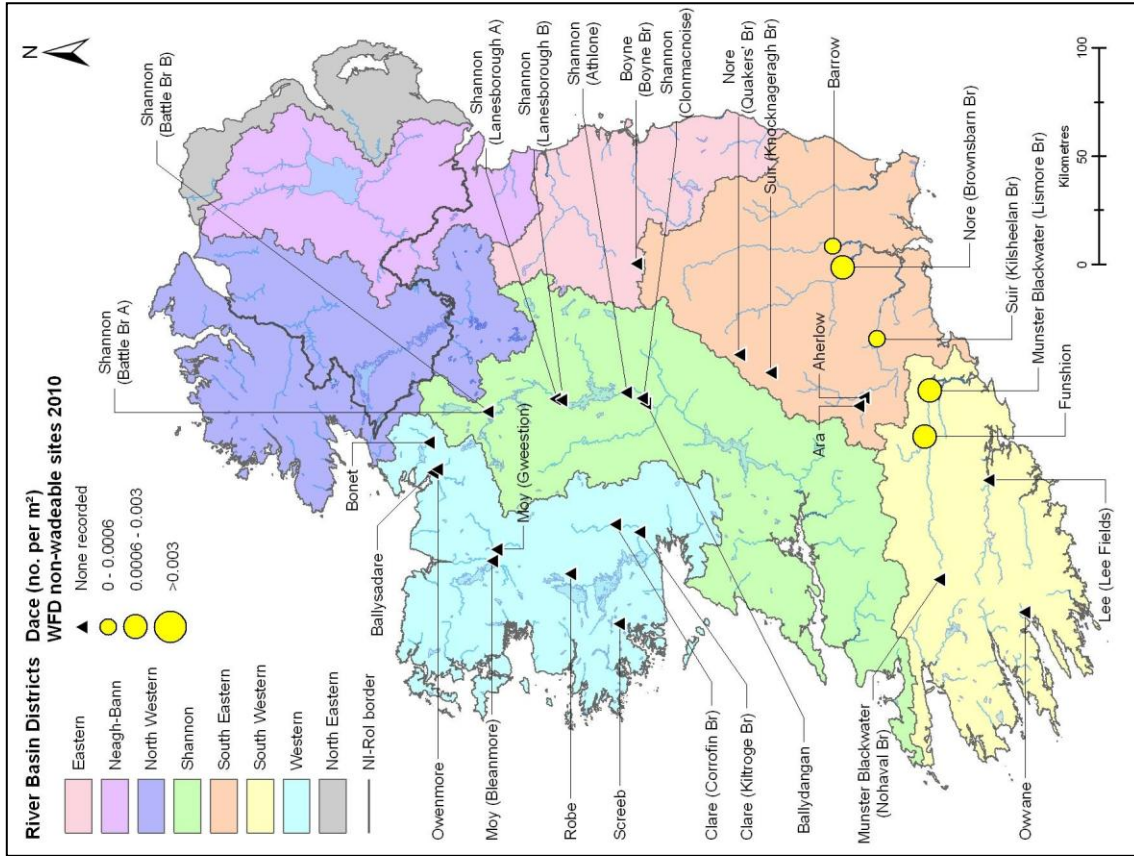 River Basin Districts
Eastern
Neagh-Bann
North Western
Shannon
South Eastern
South Western
Western
North Eastern
NI-RoI border
Dace (no. per m²)
WFD non-wadeable sites 2010
None recorded
0 - 0.0006
0.0006 - 0.003
>0.003
N
Shannon
(Battle Br A)
Shannon
(Battle Br B)
Shannon
(Lanesborough A)
Shannon
(Lanesborough B)
Shannon
(Athlone)
Boyne
(Boyne Br)
Shannon
(Clonmacnoise)
Nore
(Quakers' Br)
Suir (Knocknageragh Br)
Barrow
Nore (Brownsbarn Br)
Suir (Kilsheelan Br)
Munster Blackwater (Lismore Br)
Funshion
Aherlow
Ara
Bonet
Ballysadare
Moy (Gweestion)
Owenmore
Moy (Bleanmore)
Robe
Screeb
Clare (Corrofin Br)
Clare (Kiltroge Br)
Ballydangan
Munster Blackwater
(Nohaval Br)
Owvane
Lee (Lee Fields)
0
50
100
Kilometres